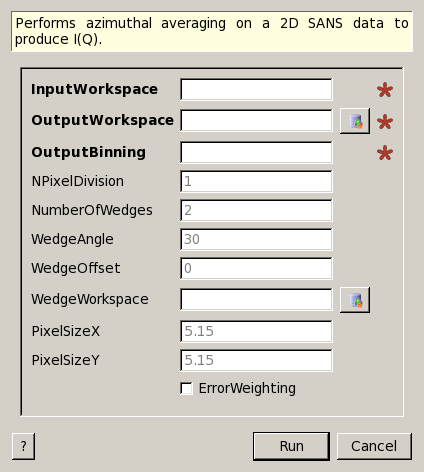 Performs azimuthal averaging on a 2D SANS data to
produce I(Q).
InputWorkspace
OutputWorkspace
OutputBinning
NPixelDivision 1
NumberOfWedges 2
WedgeAngle 30
WedgeOffset 0
WedgeWorkspace
PixelSizeX 5.15
PixelSizeY 5.15
ErrorWeighting
? Run Cancel